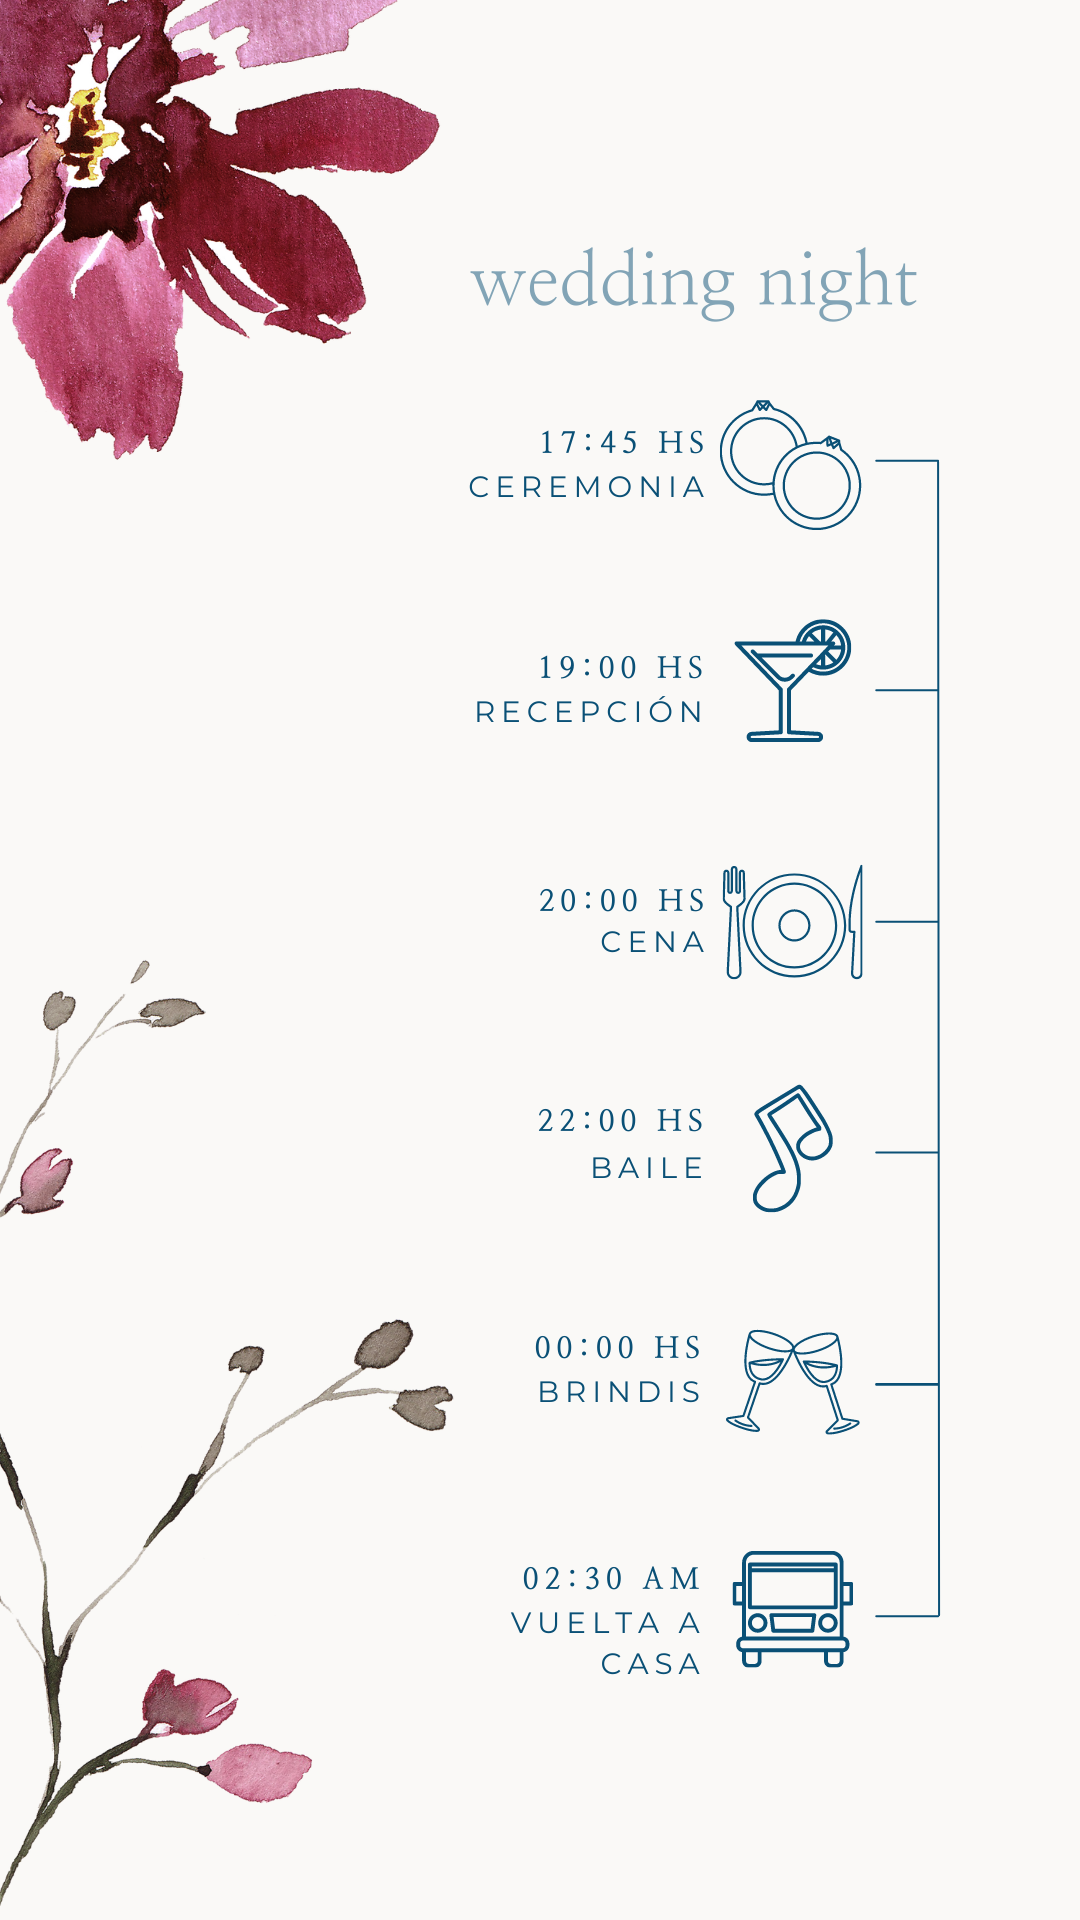 wedding night
17:45 HS
CEREMONIA
19:00 HS
RECEPCIÓN
20:00 HS
CENA
22:00 HS
BAILE
00:00 HS
BRINDIS
02:30 AM
VUELTA A
CASA